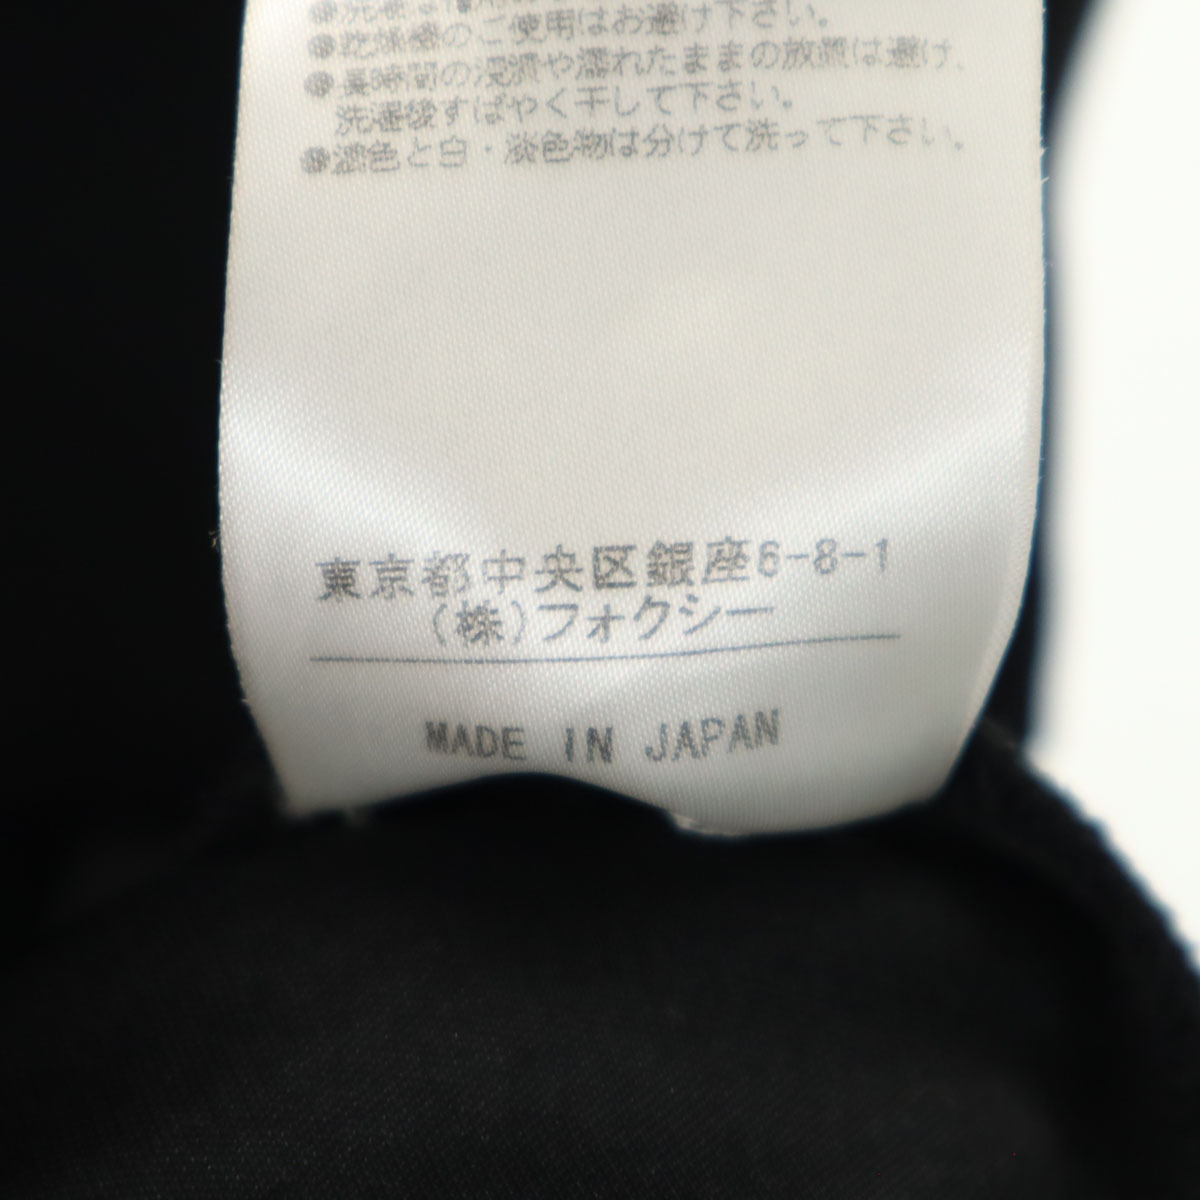 ●乾燥機のご使用はお避け下さい。
●長時間の浸漬や濡れたままの放置は避け、
洗濯後すばやく干して下さい。
●濃色と白・淡色物は分けて洗って下さい。
東京都中央区銀座6-8-1
(株)フォクシー
MADE IN JAPAN